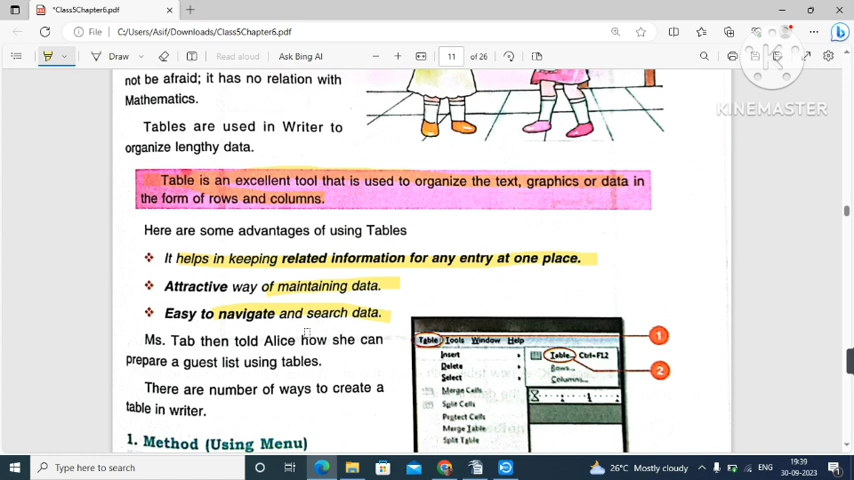 *Class5Chapter6.pdf
File
C:/Users/Asif/Downloads/Class5Chapter6.pdf
Draw
Read aloud
Ask Bing AI
11
of 26
KINEMASTER
not be afraid; it has no relation with
Mathematics.
Tables are used in Writer to
organize lengthy data.
Table is an excellent tool that is used to organize the text, graphics or data in
the form of rows and columns.
Here are some advantages of using Tables
It helps in keeping related information for any entry at one place.
Attractive way of maintaining data.
Easy to navigate and search data.
Ms. Tab then told Alice how she can
prepare a guest list using tables.
There are number of ways to create a
table in writer.
1. Method (Using Menu)
Table Tools Window Help
1
Insert
Table... Ctrl+F12
Delete
Rows...
2
Select
Columns...
Merge Cells
Split Cells
Protect Cells
Merge Table
Split Table
Type here to search
26°C Mostly cloudy
ENG
19:39
30-09-2023